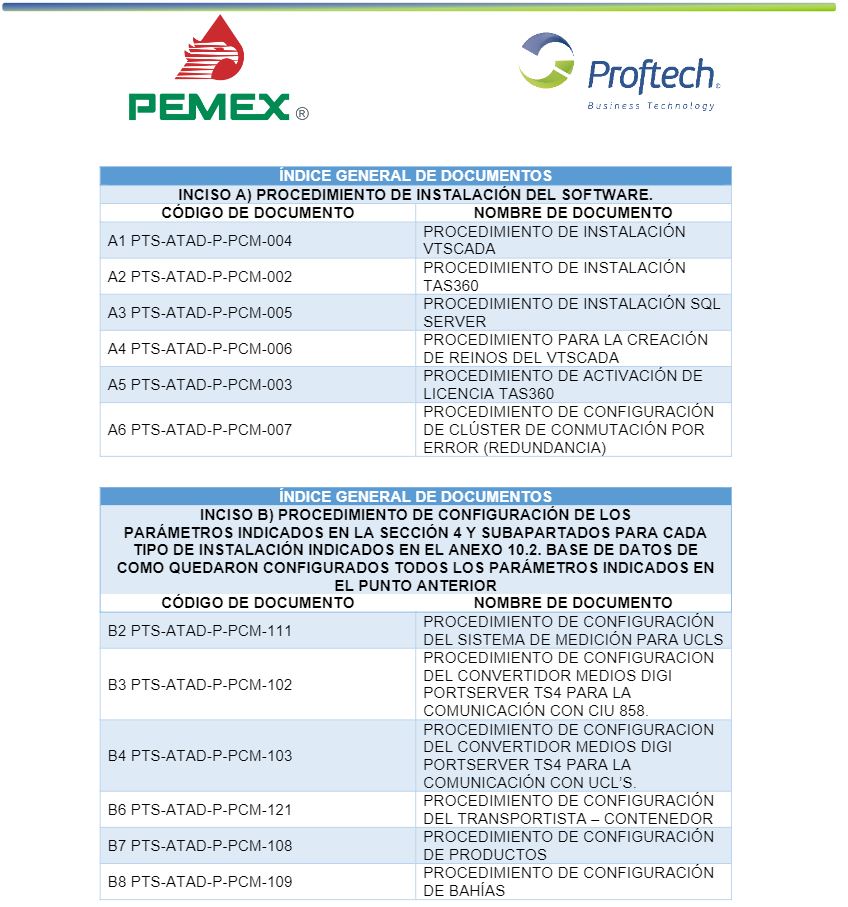 PEMEX ®
Proftech®
Business Technology
ÍNDICE GENERAL DE DOCUMENTOS
INCISO A) PROCEDIMIENTO DE INSTALACIÓN DEL SOFTWARE.
CÓDIGO DE DOCUMENTO NOMBRE DE DOCUMENTO
A1 PTS-ATAD-P-PCM-004
PROCEDIMIENTO DE INSTALACIÓN
VTSCADA
A2 PTS-ATAD-P-PCM-002
PROCEDIMIENTO DE INSTALACIÓN
TAS360
A3 PTS-ATAD-P-PCM-005
PROCEDIMIENTO DE INSTALACIÓN SQL
SERVER
A4 PTS-ATAD-P-PCM-006
PROCEDIMIENTO PARA LA CREACIÓN
DE REINOS DEL VTSCADA
A5 PTS-ATAD-P-PCM-003
PROCEDIMIENTO DE ACTIVACIÓN DE
LICENCIA TAS360
A6 PTS-ATAD-P-PCM-007
PROCEDIMIENTO DE CONFIGURACIÓN
DE CLÚSTER DE CONMUTACIÓN POR
ERROR (REDUNDANCIA)
ÍNDICE GENERAL DE DOCUMENTOS
INCISO B) PROCEDIMIENTO DE CONFIGURACIÓN DE LOS
PARÁMETROS INDICADOS EN LA SECCIÓN 4 Y SUBAPARTADOS PARA CADA
TIPO DE INSTALACIÓN INDICADOS EN EL ANEXO 10.2. BASE DE DATOS DE
COMO QUEDARON CONFIGURADOS TODOS LOS PARÁMETROS INDICADOS EN
EL PUNTO ANTERIOR
CÓDIGO DE DOCUMENTO NOMBRE DE DOCUMENTO
B2 PTS-ATAD-P-PCM-111
PROCEDIMIENTO DE CONFIGURACIÓN
DEL SISTEMA DE MEDICIÓN PARA UCLS
B3 PTS-ATAD-P-PCM-102
PROCEDIMIENTO DE CONFIGURACION
DEL CONVERTIDOR MEDIOS DIGI
PORTSERVER TS4 PARA LA
COMUNICACIÓN CON CIU 858.
B4 PTS-ATAD-P-PCM-103
PROCEDIMIENTO DE CONFIGURACION
DEL CONVERTIDOR MEDIOS DIGI
PORTSERVER TS4 PARA LA
COMUNICACIÓN CON UCL’S.
B6 PTS-ATAD-P-PCM-121
PROCEDIMIENTO DE CONFIGURACIÓN
DEL TRANSPORTISTA – CONTENEDOR
B7 PTS-ATAD-P-PCM-108
PROCEDIMIENTO DE CONFIGURACIÓN
DE PRODUCTOS
B8 PTS-ATAD-P-PCM-109
PROCEDIMIENTO DE CONFIGURACIÓN
DE BAHÍAS